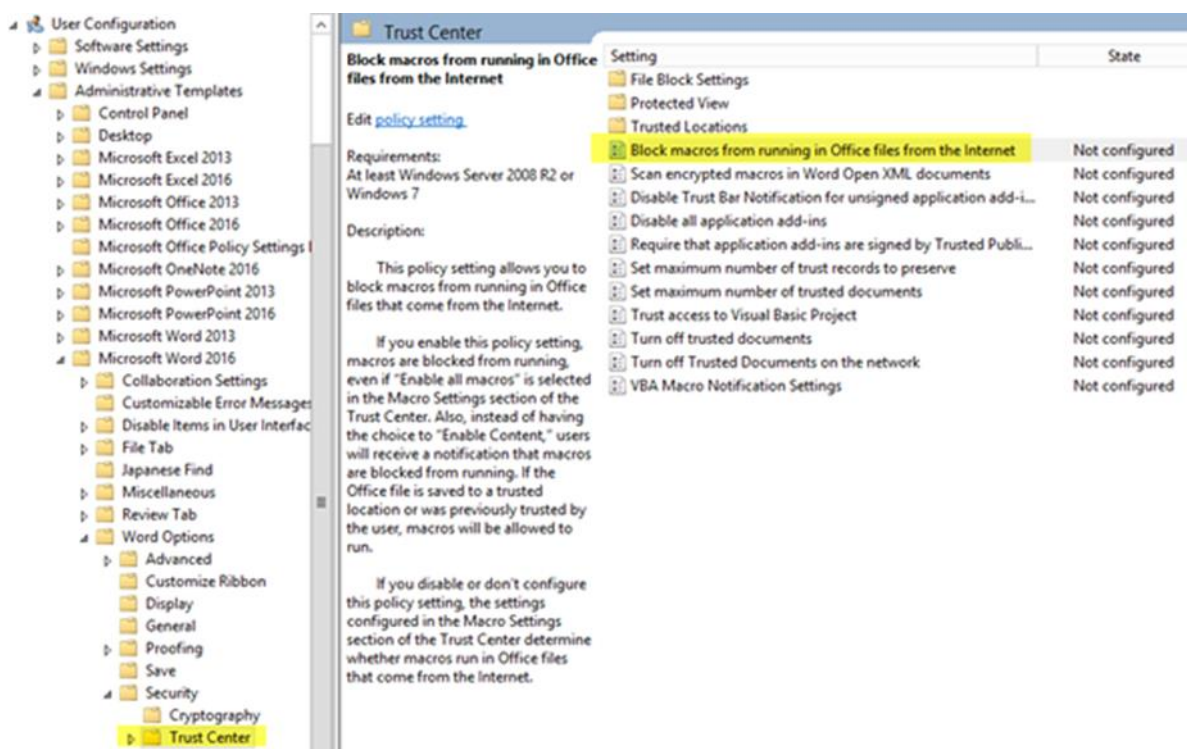 User Configuration
Software Settings
Windows Settings
Administrative Templates
Control Panel
Desktop
Microsoft Excel 2013
Microsoft Excel 2016
Microsoft Office 2013
Microsoft Office 2016
Microsoft Office Policy Settings
Microsoft OneNote 2016
Microsoft PowerPoint 2013
Microsoft PowerPoint 2016
Microsoft Word 2013
Microsoft Word 2016
Collaboration Settings
Customizable Error Messages
Disable Items in User Interfac
File Tab
Japanese Find
Miscellaneous
Review Tab
Word Options
Advanced
Customize Ribbon
Display
General
Proofing
Save
Security
Cryptography
Trust Center
Trust Center
Block macros from running in Office
files from the Internet
Edit policy setting
Requirements:
At least Windows Server 2008 R2 or
Windows 7
Description:
This policy setting allows you to
block macros from running in Office
files that come from the Internet.
If you enable this policy setting,
macros are blocked from running,
even if "Enable all macros" is selected
in the Macro Settings section of the
Trust Center. Also, instead of having
the choice to "Enable Content," users
will receive a notification that macros
are blocked from running. If the
Office file is saved to a trusted
location or was previously trusted by
the user, macros will be allowed to
run.
If you disable or don't configure
this policy setting, the settings
configured in the Macro Settings
section of the Trust Center determine
whether macros run in Office files
that come from the Internet.
Setting State
File Block Settings
Protected View
Trusted Locations
Block macros from running in Office files from the Internet Not configured
Scan encrypted macros in Word Open XML documents Not configured
Disable Trust Bar Notification for unsigned application add-i... Not configured
Disable all application add-ins Not configured
Require that application add-ins are signed by Trusted Publi... Not configured
Set maximum number of trust records to preserve Not configured
Set maximum number of trusted documents Not configured
Trust access to Visual Basic Project Not configured
Turn off trusted documents Not configured
Turn off Trusted Documents on the network Not configured
VBA Macro Notification Settings Not configured